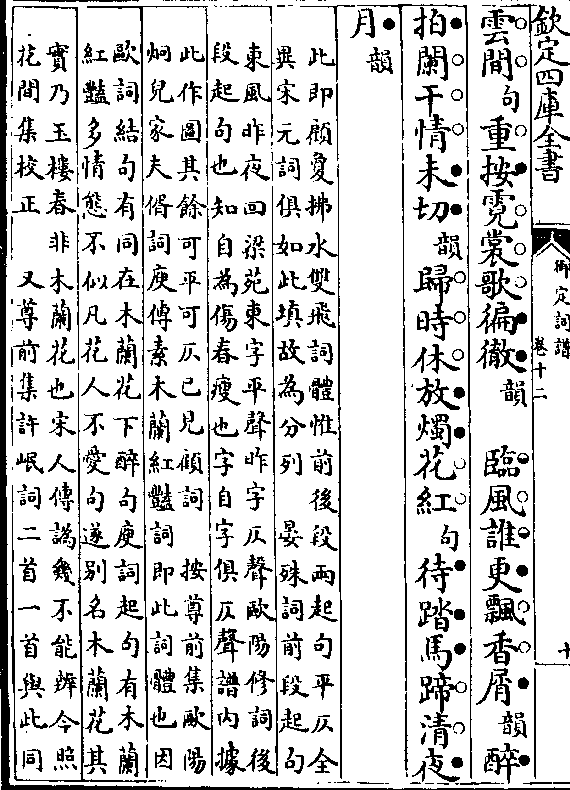 欽定四庫全書
御定詞譜
卷十二
雲間句重按霓裳歌徧徹韻　臨風誰更飄香屑韻醉
拍闌干情未切韻歸時休放燭花紅句待踏馬蹄清夜
月韻
此即顧敻拂水雙飛詞體惟前後段兩起句平仄全
異宋元詞俱如此填故為分列　晏殊詞前段起句
東風昨夜回梁苑東字平聲昨字仄聲歐陽修詞後
段起句也知自為傷春瘦也字自字俱仄聲譜內據
此作圖其餘可平可仄已見顧詞　按尊前集歐陽
炯兒家夫壻詞庾傳素木蘭紅豔詞即此詞體也因
歐詞結句有同在木蘭花下醉句庾詞起句有木蘭
紅豔多情態不似凡花人不愛句遂別名木蘭花其
實乃玉樓春非木蘭花也宋人傳譌幾不能辨今照
花間集校正　又尊前集許岷詞二首一首與此同